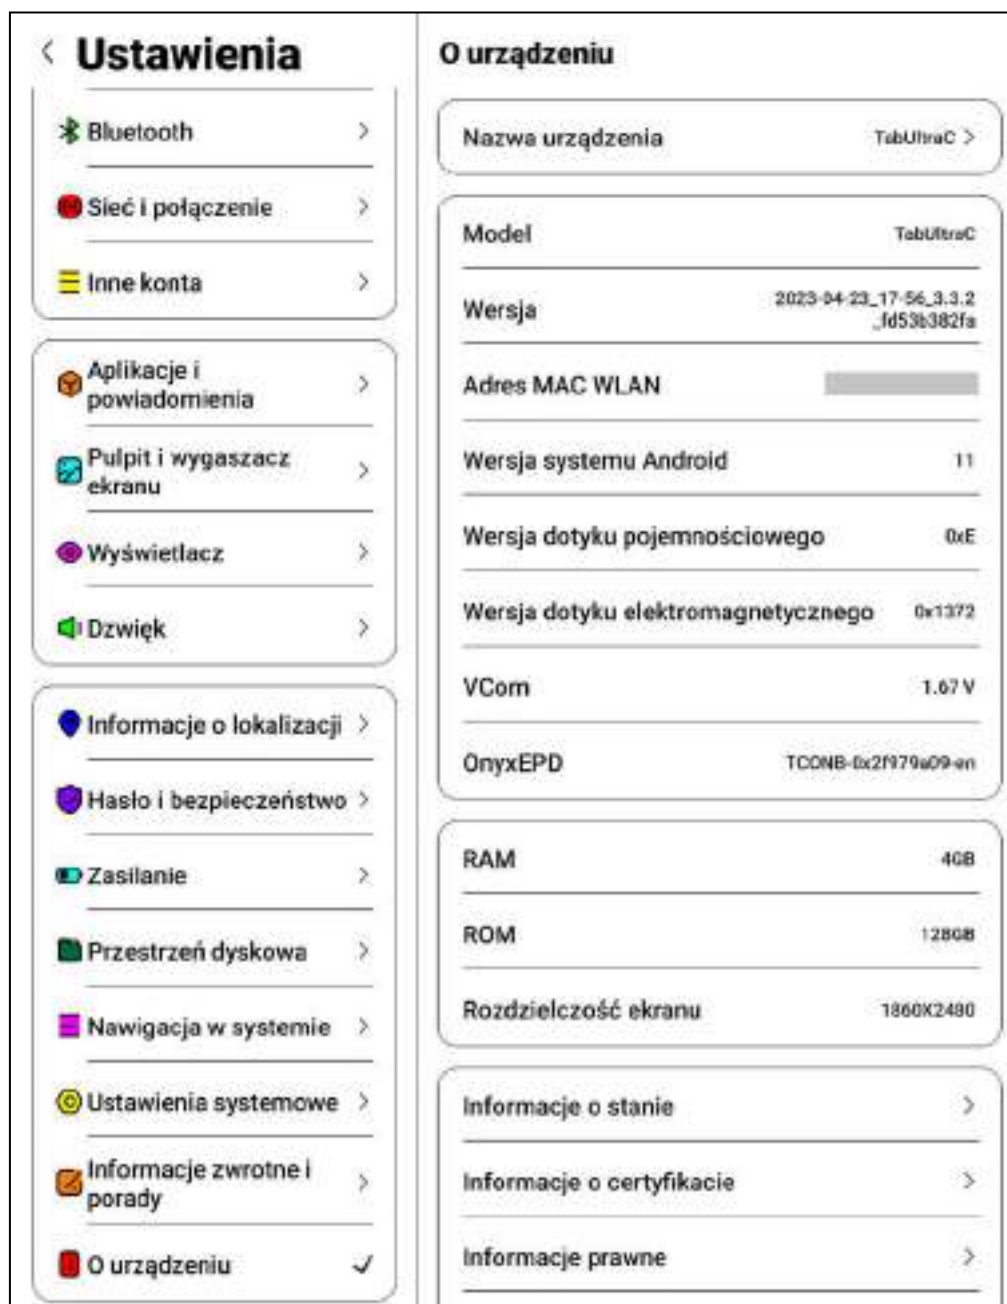 Ustawienia
Bluetooth
Sieć i połączenie
Inne konta
Aplikacje i
powiadomienia
Pulpit i wygaszacz
ekranu
Wyświetlacz
Dzwięk
Informacje o lokalizacji
Hasło i bezpieczeństwo
Zasilanie
Przestrzeń dyskowa
Nawigacja w systemie
Ustawienia systemowe
Informacje zwrotne i
porady
O urządzeniu
O urządzeniu
Nazwa urządzenia TabUltraC
Model TabUltraC
Wersja 2023-04-23_17-56_3.3.2
_fd53b382fa
Adres MAC WLAN
Wersja systemu Android 11
Wersja dotyku pojemnościowego 0xE
Wersja dotyku elektromagnetycznego 0x1372
VCom 1.67 V
OnyxEPD TCONB-0x2f979a09-en
RAM 4GB
ROM 128GB
Rozdzielczość ekranu 1860X2480
Informacje o stanie
Informacje o certyfikacie
Informacje prawne